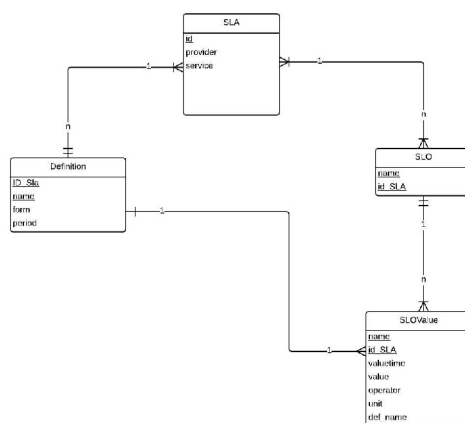 SLA
id
provider
service
1
1
n
n
Definition
ID_Sla
name
form
period
SLO
name
id_SLA
1
1
n
1
SLOValue
name
id_SLA
valuetime
value
operator
unit
def_name